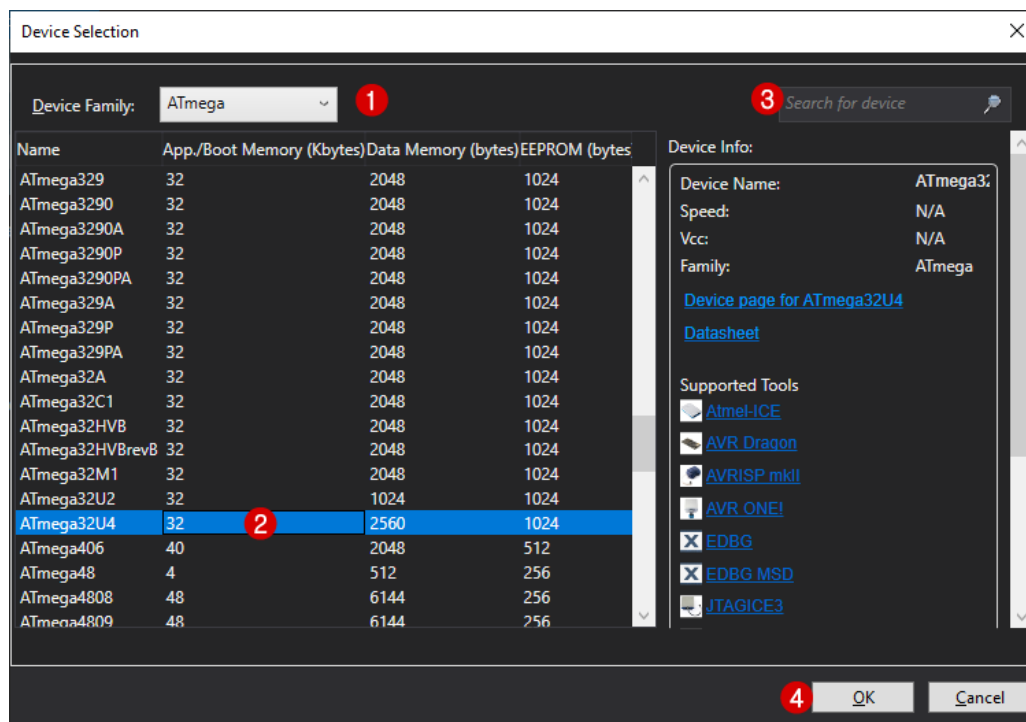 Device Selection
Device Family: ATmega 1 3 Search for device
Name App./Boot Memory (Kbytes) Data Memory (bytes) EEPROM (bytes
ATmega329 32 2048 1024
ATmega3290 32 2048 1024
ATmega3290A 32 2048 1024
ATmega3290P 32 2048 1024
ATmega3290PA 32 2048 1024
ATmega329A 32 2048 1024
ATmega329P 32 2048 1024
ATmega329PA 32 2048 1024
ATmega32A 32 2048 1024
ATmega32C1 32 2048 1024
ATmega32HVB 32 2048 1024
ATmega32HVBrevB 32 2048 1024
ATmega32M1 32 2048 1024
ATmega32U2 32 1024 1024
ATmega32U4 32 2 2560 1024
ATmega406 40 2048 512
ATmega48 4 512 256
ATmega4808 48 6144 256
ATmega4809 48 6144 256
Device Info:
Device Name: ATmega32
Speed: N/A
Vcc: N/A
Family: ATmega
Device page for ATmega32U4
Datasheet
Supported Tools
Atmel-ICE
AVR Dragon
AVRISP mkII
AVR ONE!
EDBG
EDBG MSD
JTAGICE3
4 OK Cancel